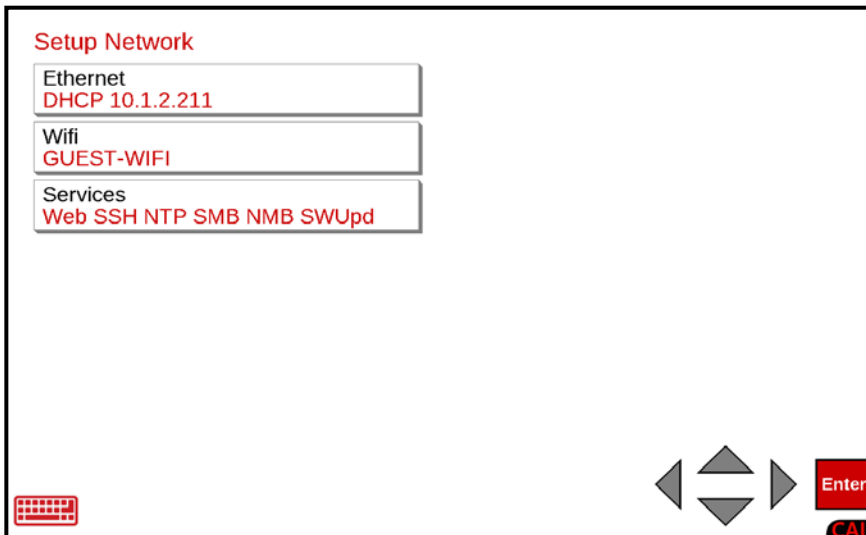 Setup Network
Ethernet
DHCP 10.1.2.211
Wifi
GUEST-WIFI
Services
Web SSH NTP SMB NMB SWUpd
Enter